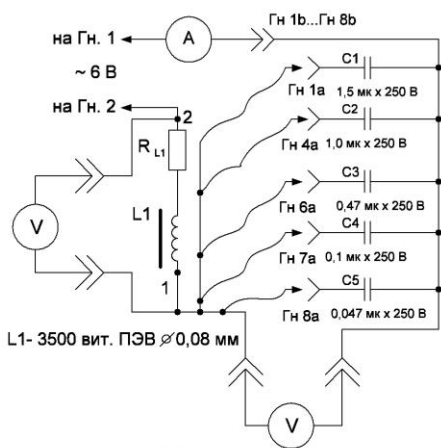 Гн 1b...Гн 8b
на Гн. 1
A
~ 6 В
на Гн. 2
2
R L1
V
L1
1
C1
Гн 1a
1,5 мк x 250 В
C2
Гн 4a
1,0 мк x 250 В
C3
Гн 6a
0,47 мк x 250 В
C4
Гн 7a
0,1 мк x 250 В
C5
Гн 8a
0,047 мк x 250 В
L1- 3500 вит. ПЭВ ∅ 0,08 мм
V